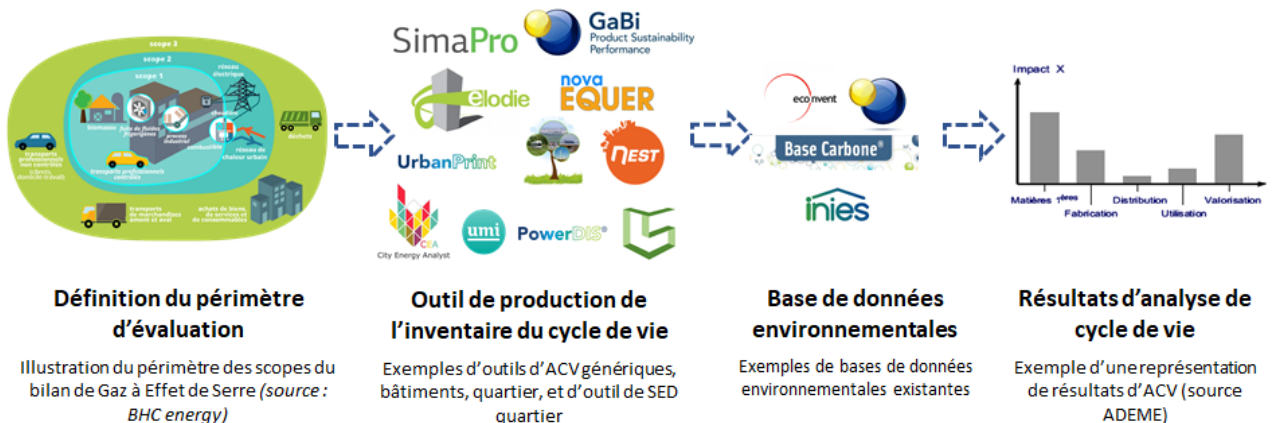 scope 3
scope 2
scope 1
réseau
électrique
biomasse
fuite de fluides
frigorigènes
process
industriel
chaudière
combustible
réseau de
chaleur urbain
déchets
transports
professionnels
non contrôlés
(clients,
domicile-travail)
transports professionnels
contrôlés
transports
de marchandises
amont et aval
achats de biens,
de services et
de consommables
SimaPro
GaBi
Product Sustainability
Performance
elodie
nova
EQUER
UrbanPrint
nEST
CEA
City Energy Analyst
umi
PowerDIS®
ecoinvent
Base Carbone®
inies
Impact X
Matières 1ères
Fabrication
Distribution
Utilisation
Valorisation
Définition du périmètre
d’évaluation
Illustration du périmètre des scopes du
bilan de Gaz à Effet de Serre (source :
BHC energy)
Outil de production de
l’inventaire du cycle de vie
Exemples d’outils d’ACV génériques,
bâtiments, quartier, et d’outil de SED
quartier
Base de données
environnementales
Exemples de bases de données
environnementales existantes
Résultats d’analyse de
cycle de vie
Exemple d’une représentation
de résultats d’ACV (source
ADEME)